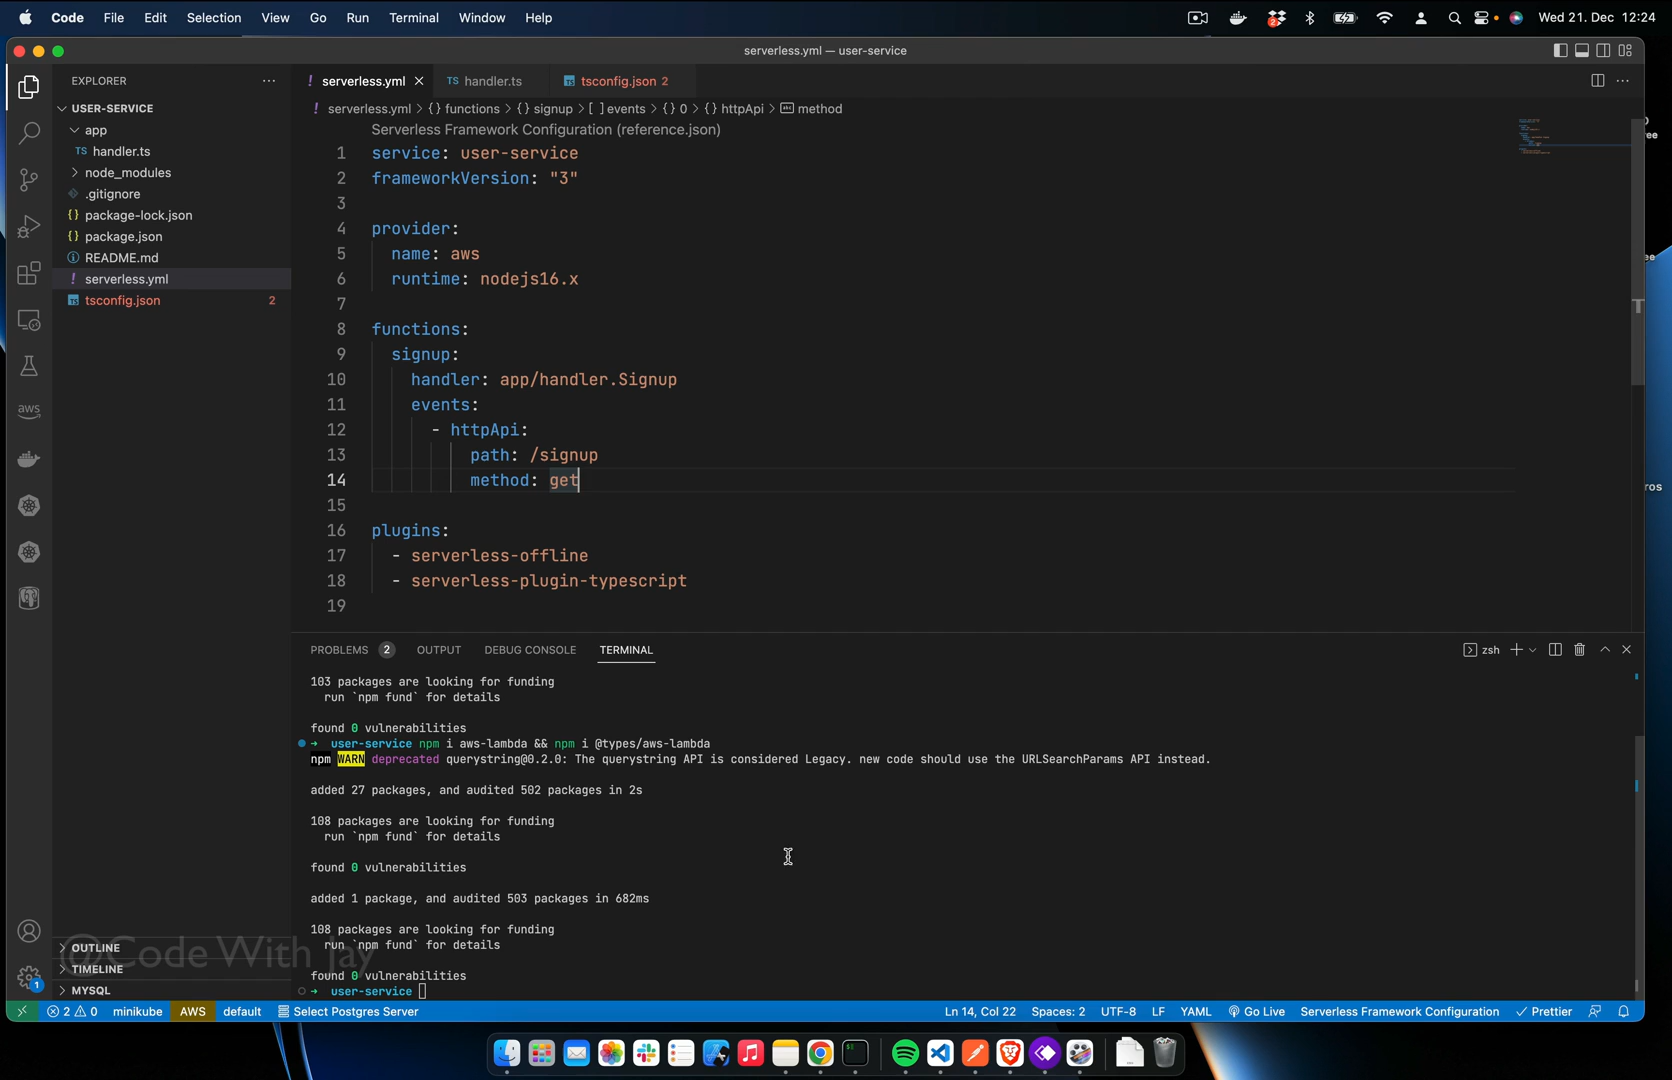 Code File Edit Selection View Go Run Terminal Window Help Wed 21. Dec 12:24
serverless.yml — user-service
EXPLORER
serverless.yml
TS handler.ts
tsconfig.json 2
USER-SERVICE
serverless.yml > {} functions > {} signup > [ ] events > {} 0 > {} httpApi > method
app
TS handler.ts
node_modules
.gitignore
{} package-lock.json
{} package.json
README.md
! serverless.yml
tsconfig.json 2
Serverless Framework Configuration (reference.json)
1 service: user-service
2 frameworkVersion: "3"
3
4 provider:
5 name: aws
6 runtime: nodejs16.x
7
8 functions:
9 signup:
10 handler: app/handler.Signup
11 events:
12 - httpApi:
13 path: /signup
14 method: get
15
16 plugins:
17 - serverless-offline
18 - serverless-plugin-typescript
19
aws
PROBLEMS 2 OUTPUT DEBUG CONSOLE TERMINAL zsh
103 packages are looking for funding
run `npm fund` for details
found 0 vulnerabilities
→ user-service npm i aws-lambda && npm i @types/aws-lambda
npm WARN deprecated querystring@0.2.0: The querystring API is considered Legacy. new code should use the URLSearchParams API instead.
added 27 packages, and audited 502 packages in 2s
108 packages are looking for funding
run `npm fund` for details
found 0 vulnerabilities
added 1 package, and audited 503 packages in 682ms
108 packages are looking for funding
run `npm fund` for details
found 0 vulnerabilities
→ user-service
OUTLINE
TIMELINE
MYSQL
@Code With Jay
1
2 0 minikube AWS default Select Postgres Server Ln 14, Col 22 Spaces: 2 UTF-8 LF YAML Go Live Serverless Framework Configuration Prettier